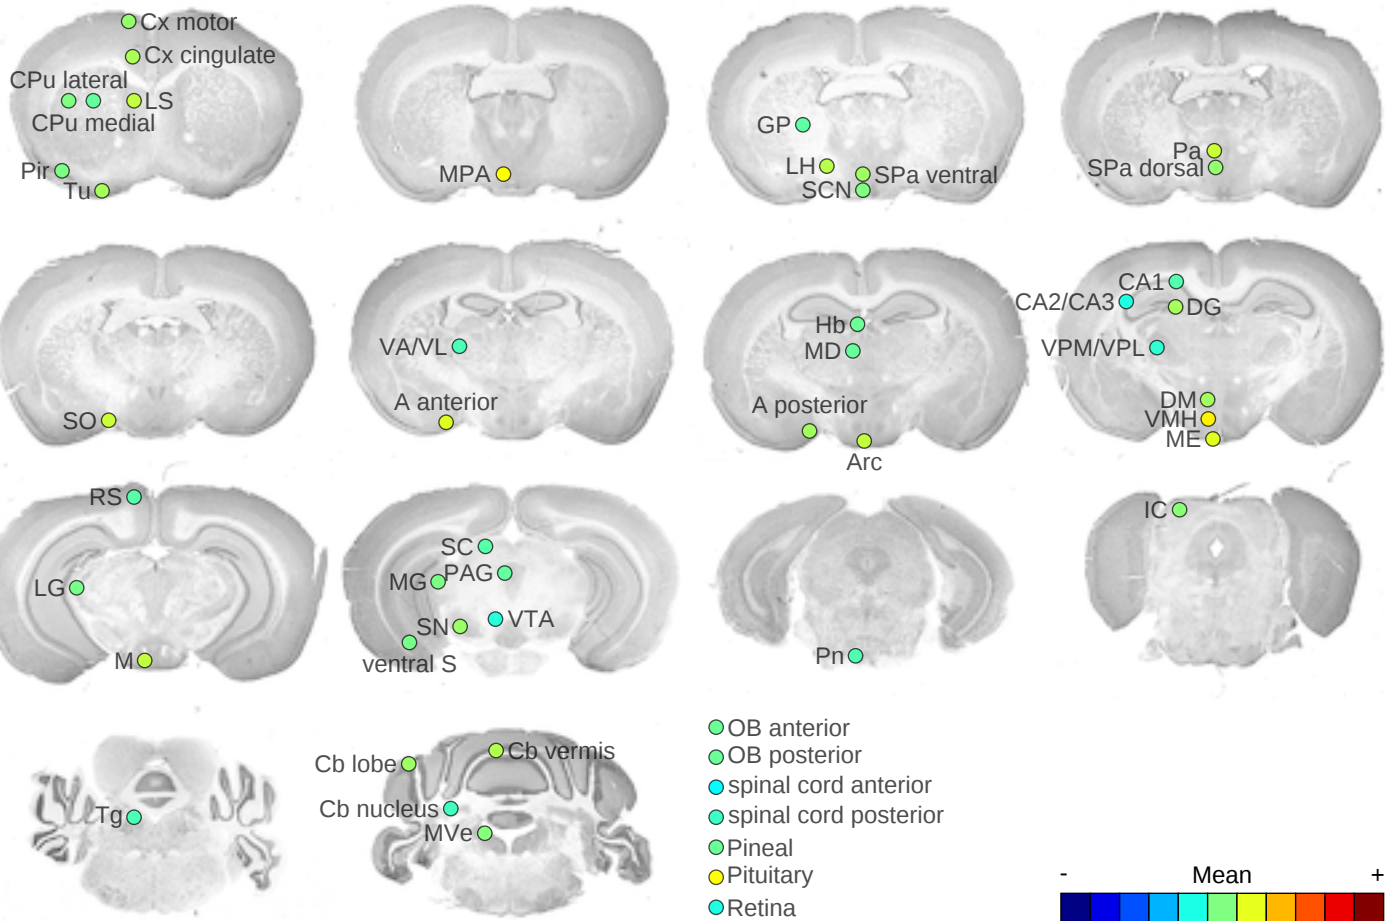 Cx motor
Cx cingulate
CPu lateral
LS
CPu medial
Pir
Tu
MPA
GP
LH
SPa ventral
SCN
Pa
SPa dorsal
SO
VA/VL
A anterior
Hb
MD
A posterior
Arc
CA1
CA2/CA3
DG
VPM/VPL
DM
VMH
ME
RS
LG
M
SC
PAG
MG
VTA
SN
ventral S
Pn
IC
Tg
Cb vermis
Cb lobe
Cb nucleus
MVe
OB anterior
OB posterior
spinal cord anterior
spinal cord posterior
Pineal
Pituitary
Retina
- Mean +